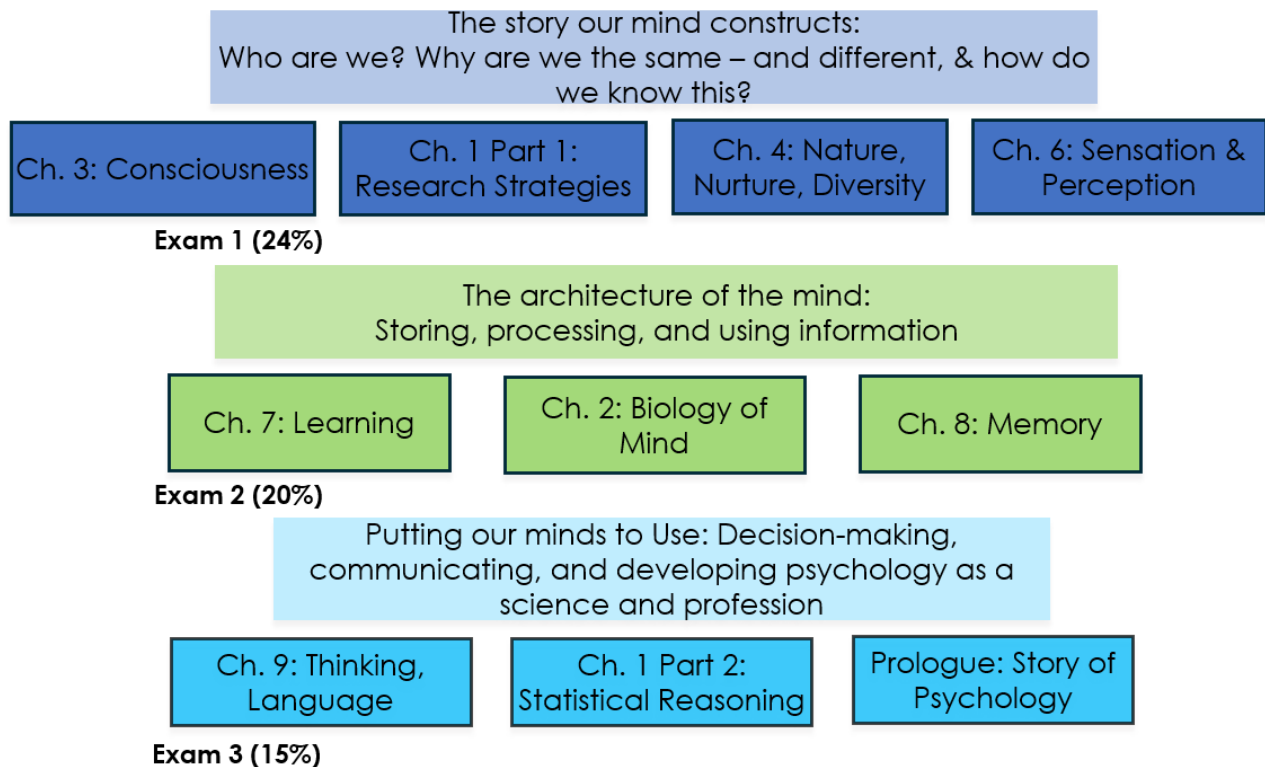 The story our mind constructs:
Who are we? Why are we the same – and different, & how do
we know this?
Ch. 3: Consciousness
Ch. 1 Part 1:
Research Strategies
Ch. 4: Nature,
Nurture, Diversity
Ch. 6: Sensation &
Perception
Exam 1 (24%)
The architecture of the mind:
Storing, processing, and using information
Ch. 7: Learning
Ch. 2: Biology of
Mind
Ch. 8: Memory
Exam 2 (20%)
Putting our minds to Use: Decision-making,
communicating, and developing psychology as a
science and profession
Ch. 9: Thinking,
Language
Ch. 1 Part 2:
Statistical Reasoning
Prologue: Story of
Psychology
Exam 3 (15%)